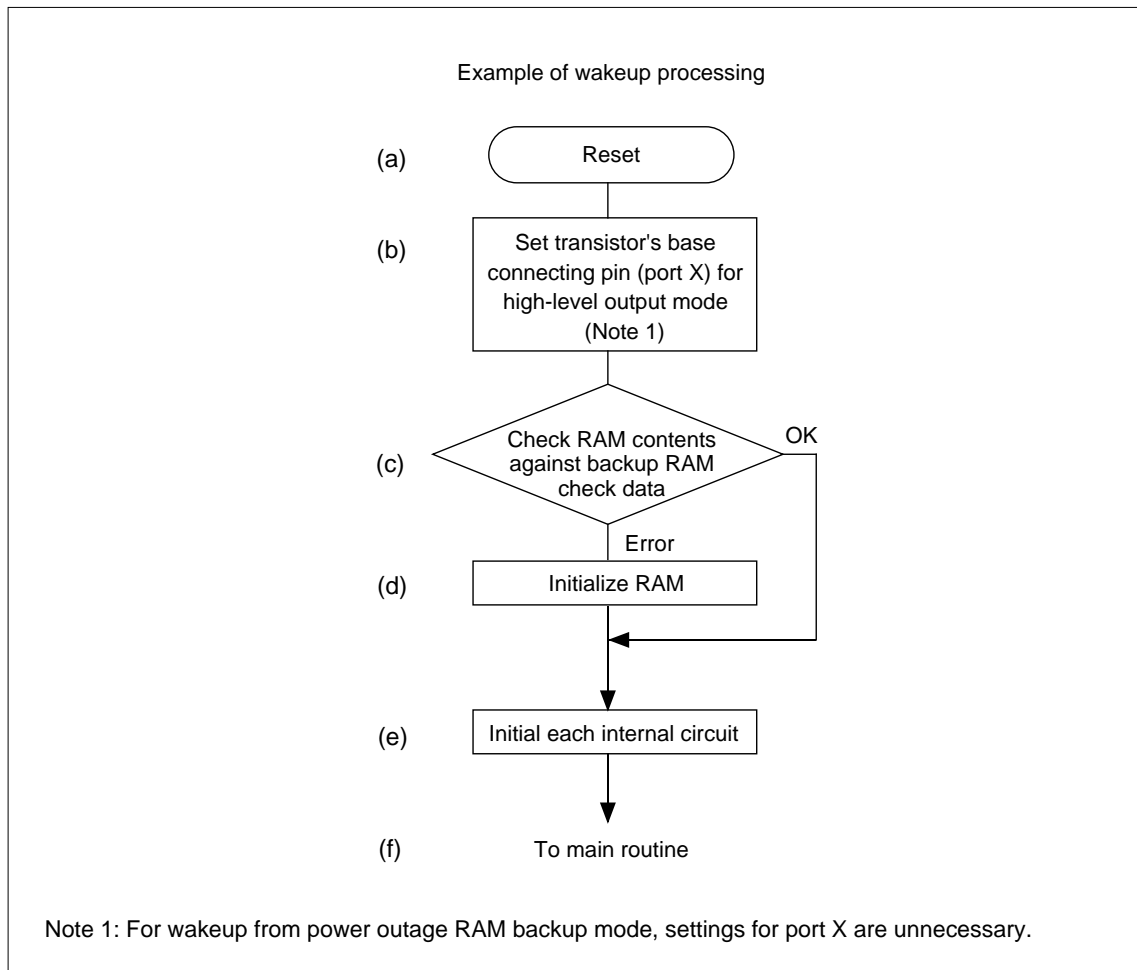 Example of wakeup processing
(a)
Reset
(b)
Set transistor's base
connecting pin (port X) for
high-level output mode
(Note 1)
(c)
Check RAM contents
against backup RAM
check data
OK
Error
(d)
Initialize RAM
(e)
Initial each internal circuit
(f)
To main routine
Note 1: For wakeup from power outage RAM backup mode, settings for port X are unnecessary.